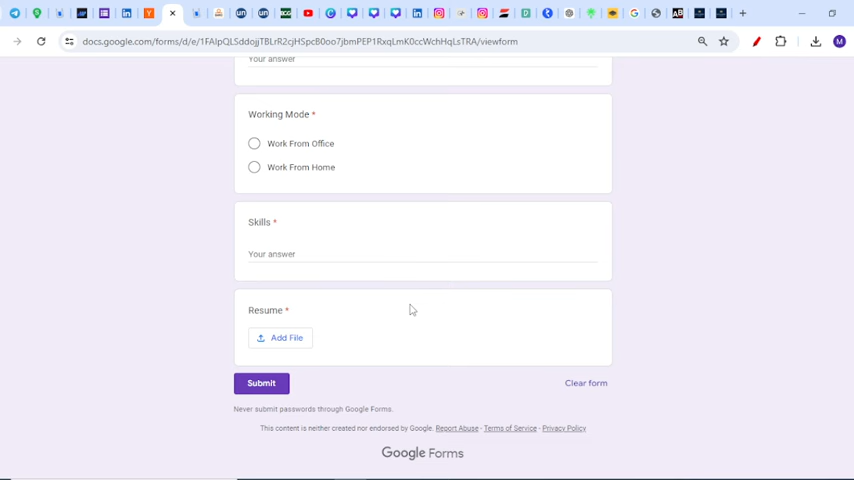 docs.google.com/forms/d/e/1FAIpQLSddojjTBLrR2cjHSpcB0oo7jbmPEP1RxqLmK0ccWchHqLsTRA/viewform
M
Your answer
Working Mode *
Work From Office
Work From Home
Skills *
Your answer
Resume *
Add File
Submit
Clear form
Never submit passwords through Google Forms.
This content is neither created nor endorsed by Google. Report Abuse - Terms of Service - Privacy Policy
Google Forms